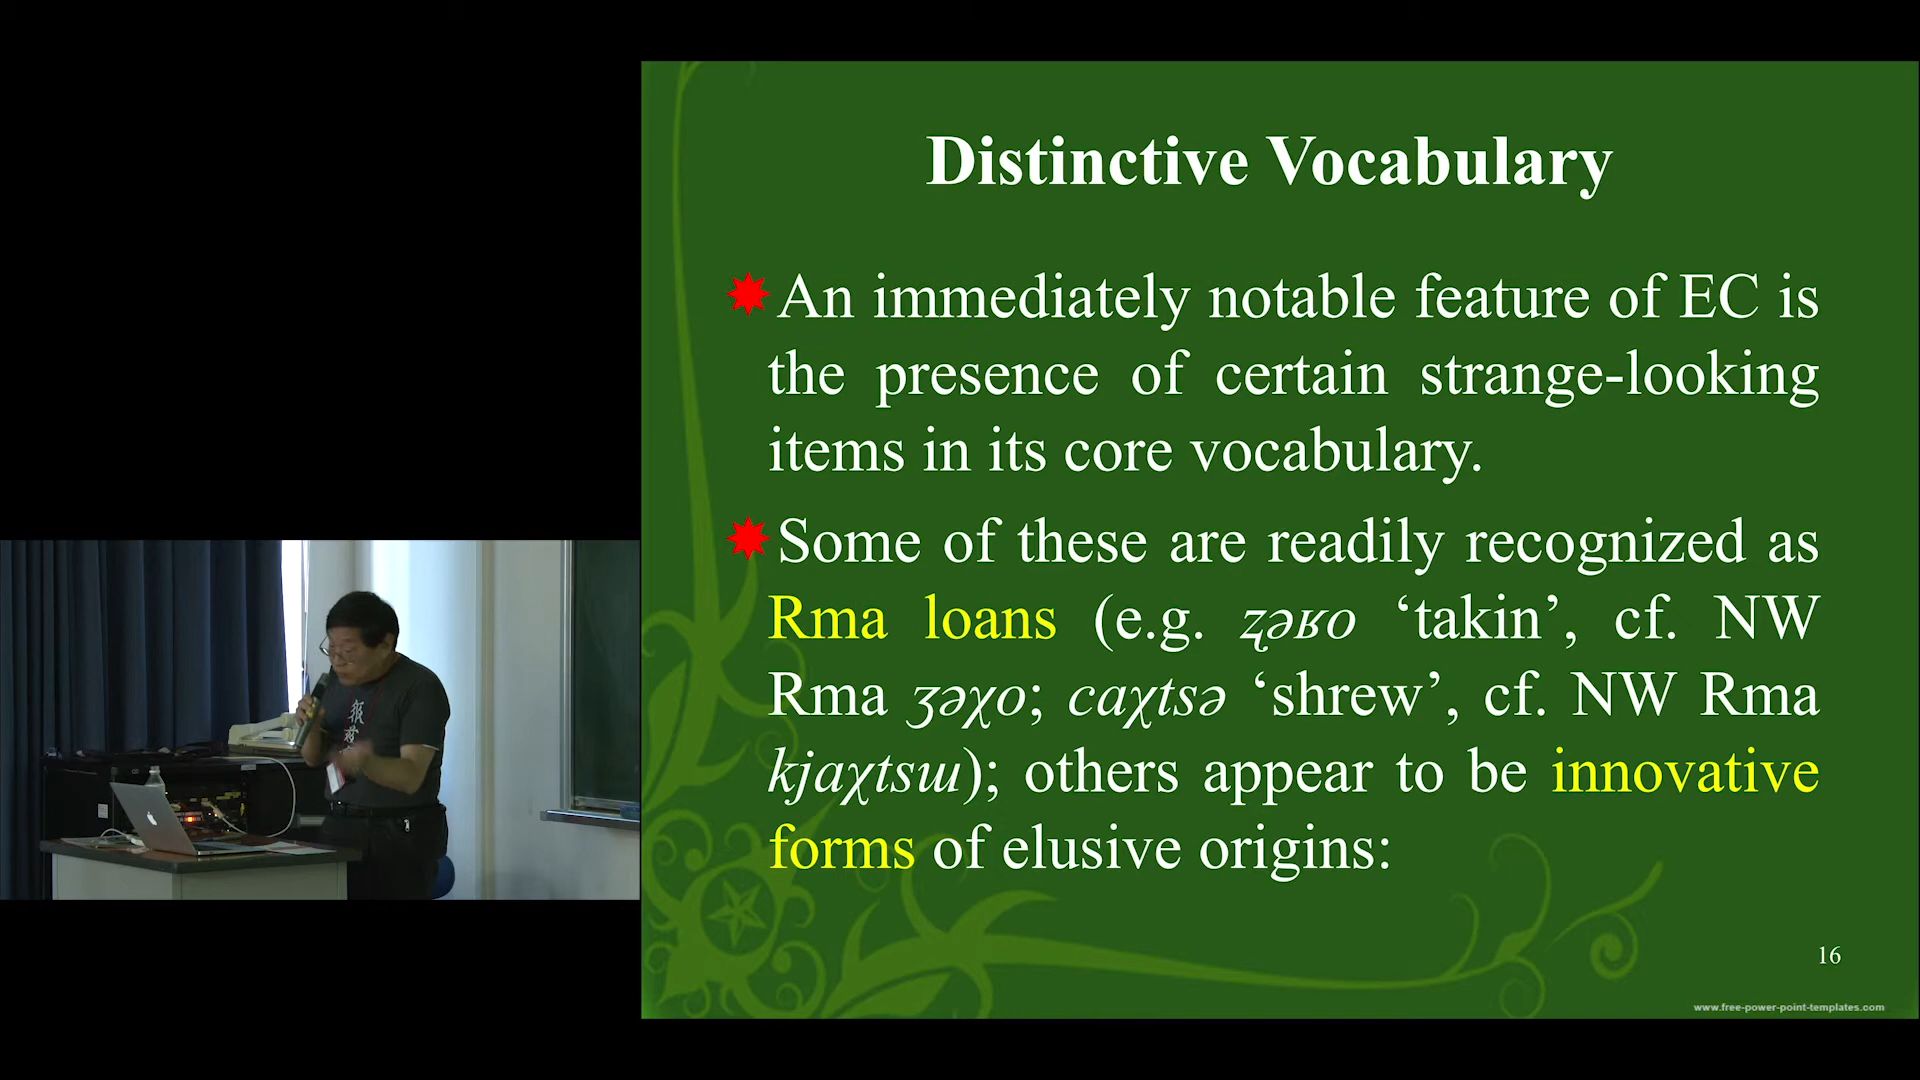 Distinctive Vocabulary
An immediately notable feature of EC is
the presence of certain strange-looking
items in its core vocabulary.
Some of these are readily recognized as
Rma loans (e.g. ʐəʁo ‘takin’, cf. NW
Rma ʒəχo; caχtsə ‘shrew’, cf. NW Rma
kjaχtsɯ); others appear to be innovative
forms of elusive origins:
16
www.free-power-point-templates.com